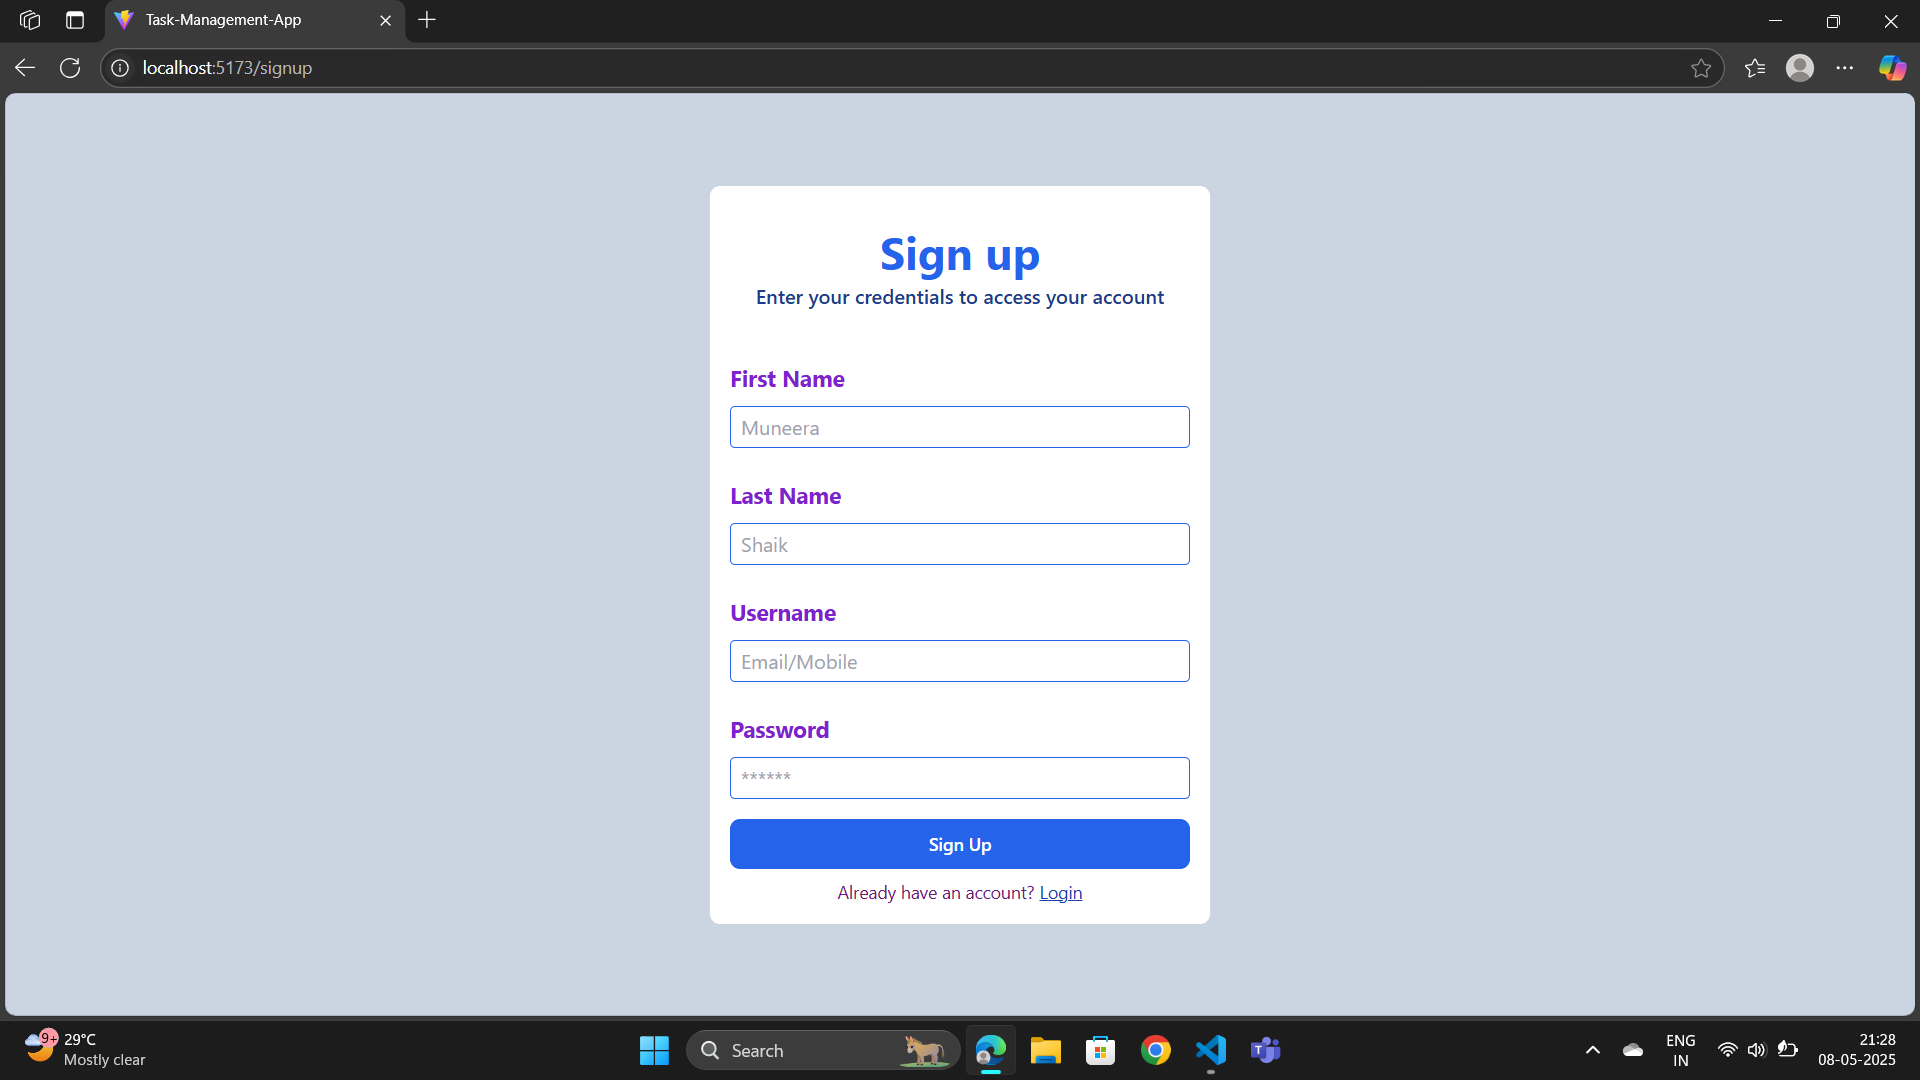 Task-Management-App
localhost:5173/signup
Sign up
Enter your credentials to access your account
First Name
Muneera
Last Name
Shaik
Username
Email/Mobile
Password
******
Sign Up
Already have an account? Login
9+
29°C
Mostly clear
Search
T
ENG
IN
21:28
08-05-2025